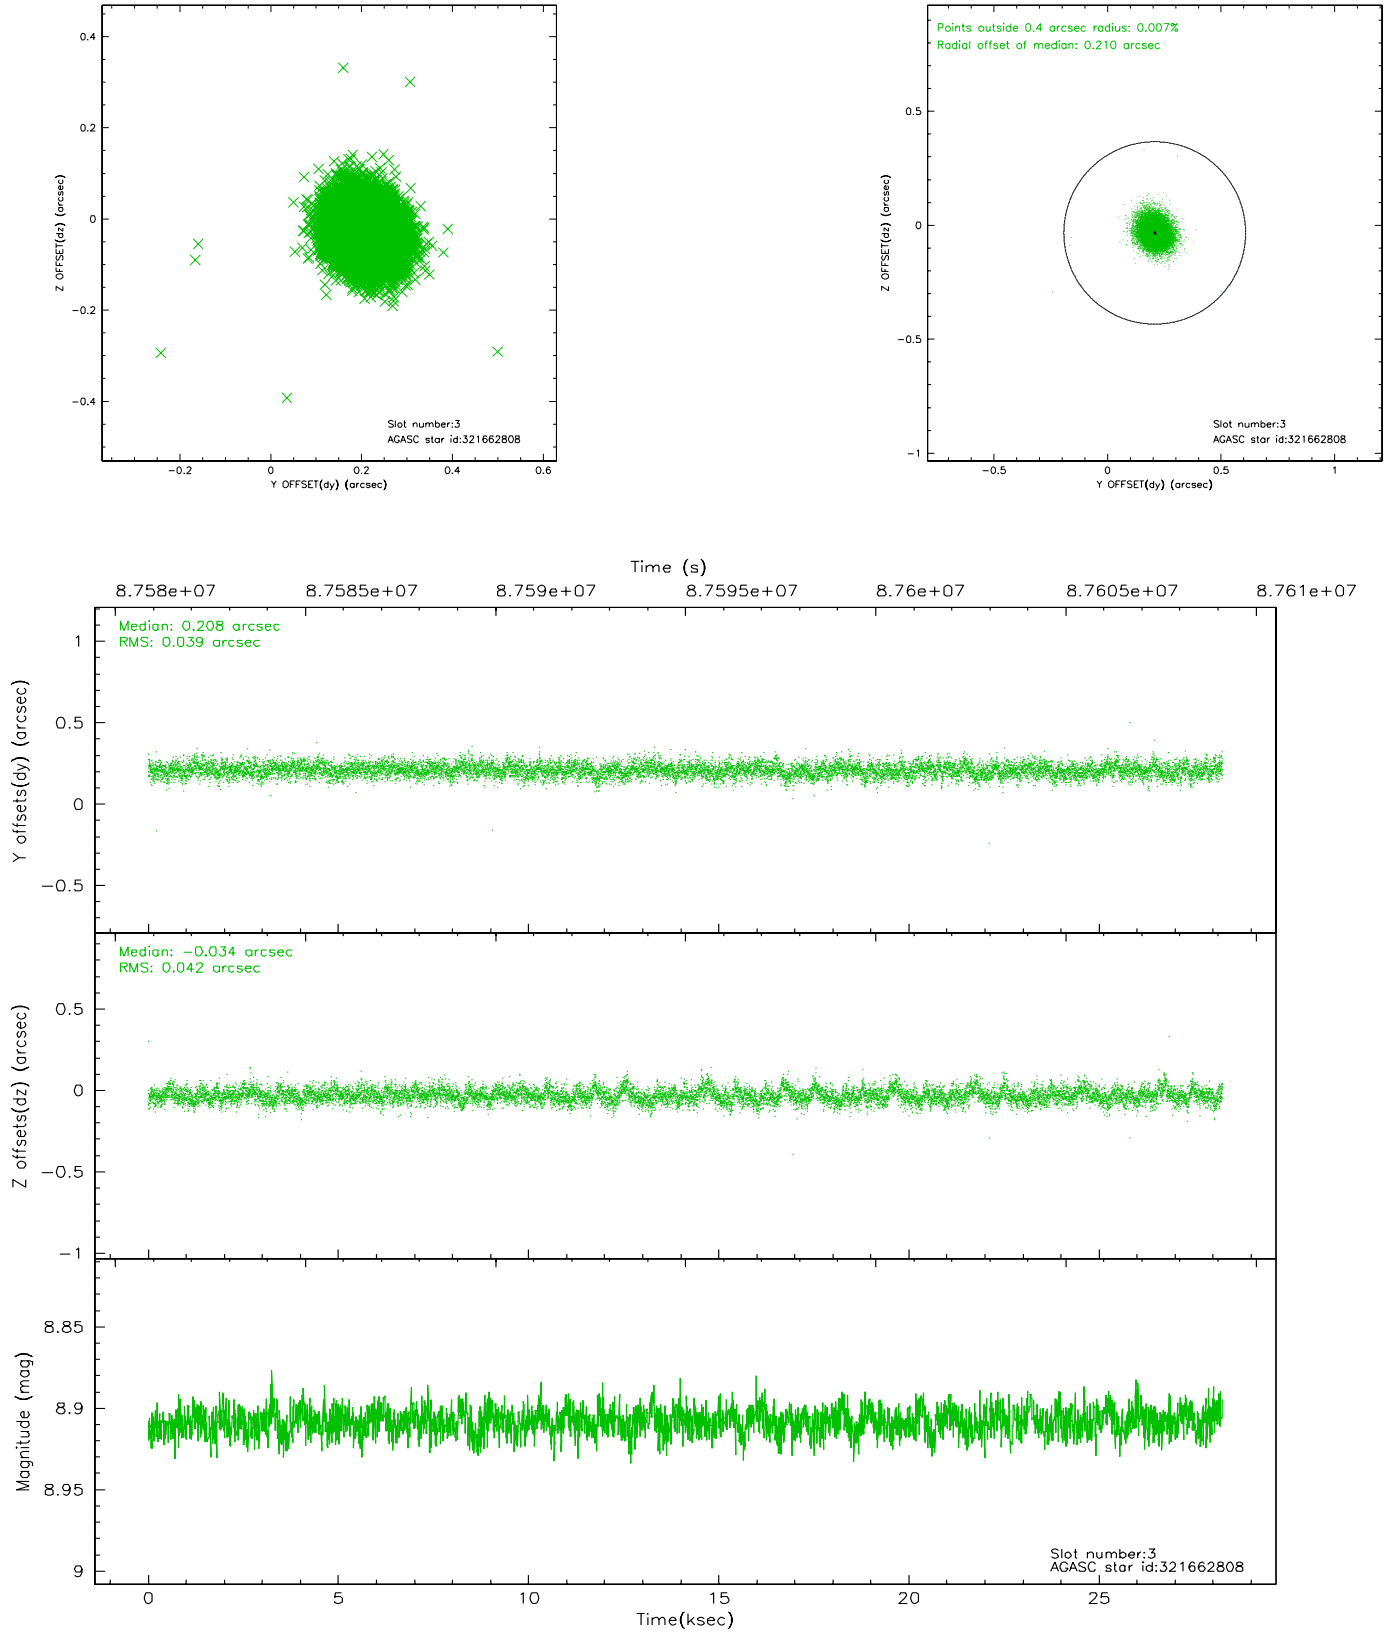 0.4
0.2
0
−0.2
−0.4
Z OFFSET(dz) (arcsec)
Slot number:3
AGASC star id:321662808
−0.2 0 0.2 0.4 0.6
Y OFFSET(dy) (arcsec)
Points outside 0.4 arcsec radius: 0.007%
Radial offset of median: 0.210 arcsec
0.5
0
−0.5
−1
Z OFFSET(dz) (arcsec)
Slot number:3
AGASC star id:321662808
−0.5 0 0.5 1
Y OFFSET(dy) (arcsec)
Time (s)
8.758e+07 8.7585e+07 8.759e+07 8.7595e+07 8.76e+07 8.7605e+07 8.761e+07
Median: 0.208 arcsec
RMS: 0.039 arcsec
1
0.5
0
−0.5
Y offsets(dy) (arcsec)
Median: −0.034 arcsec
RMS: 0.042 arcsec
0.5
0
−0.5
−1
Z offsets(dz) (arcsec)
8.85
8.9
8.95
9
Magnitude (mag)
Slot number:3
AGASC star id:321662808
0 5 10 15 20 25
Time(ksec)